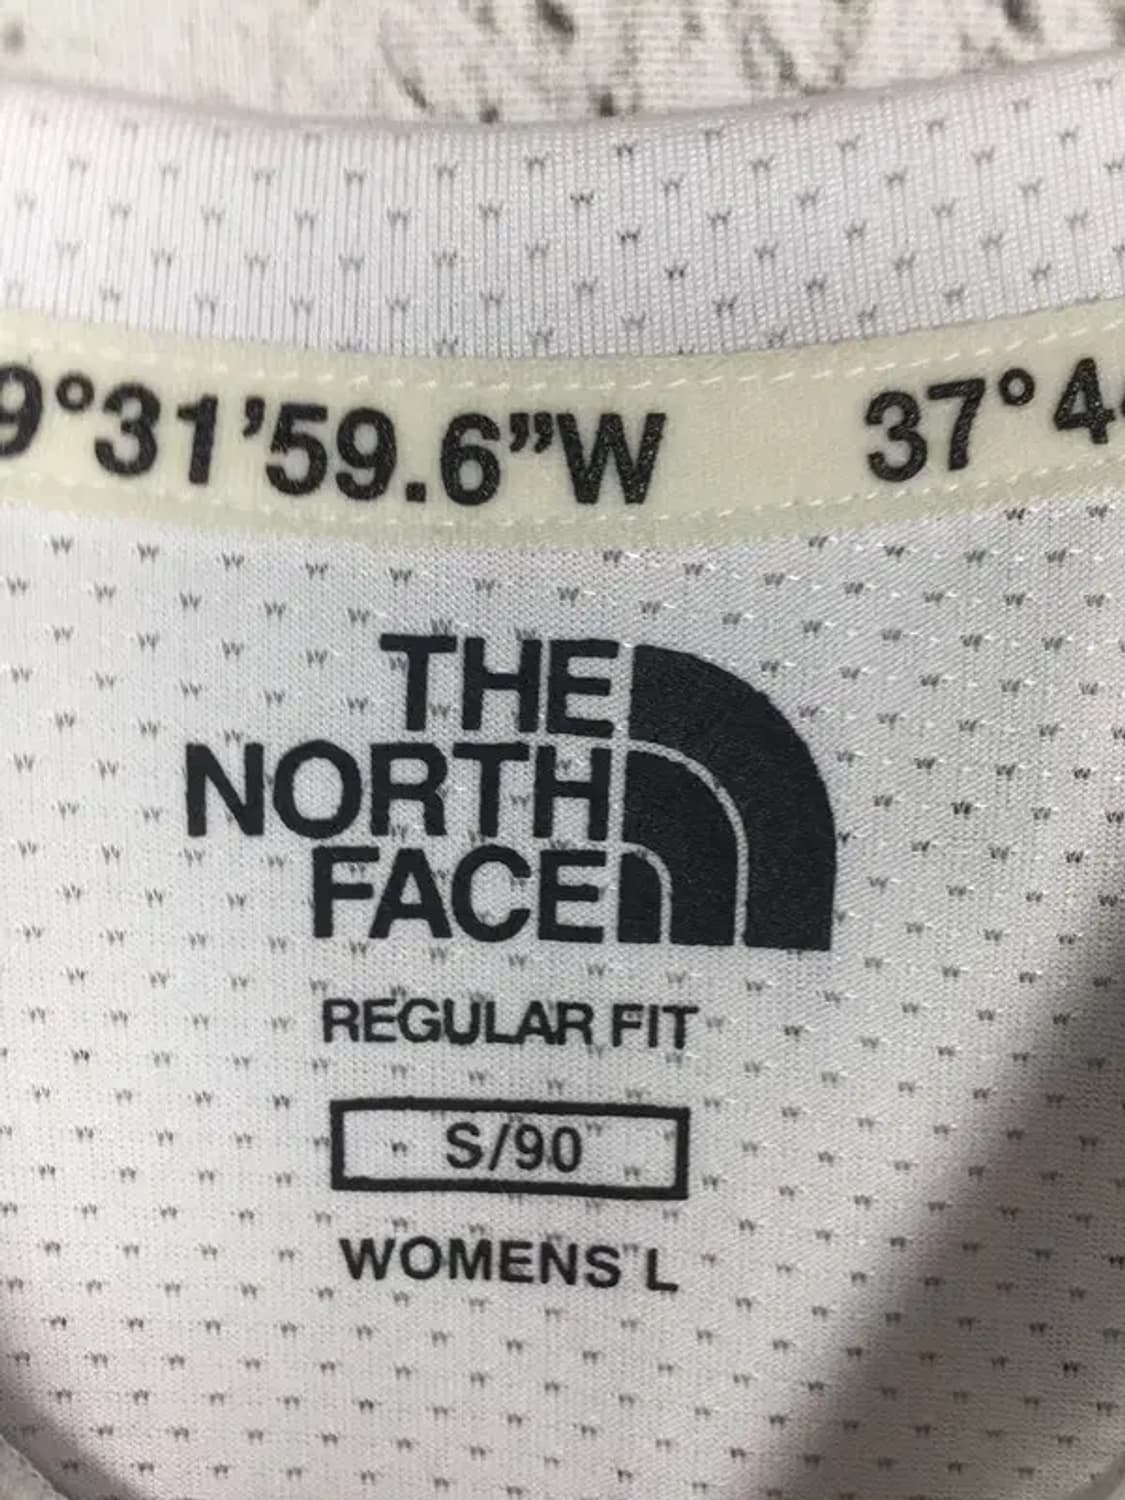 9°31’59.6”W 37°4
THE
NORTH
FACE
REGULAR FIT
S/90
WOMENS L